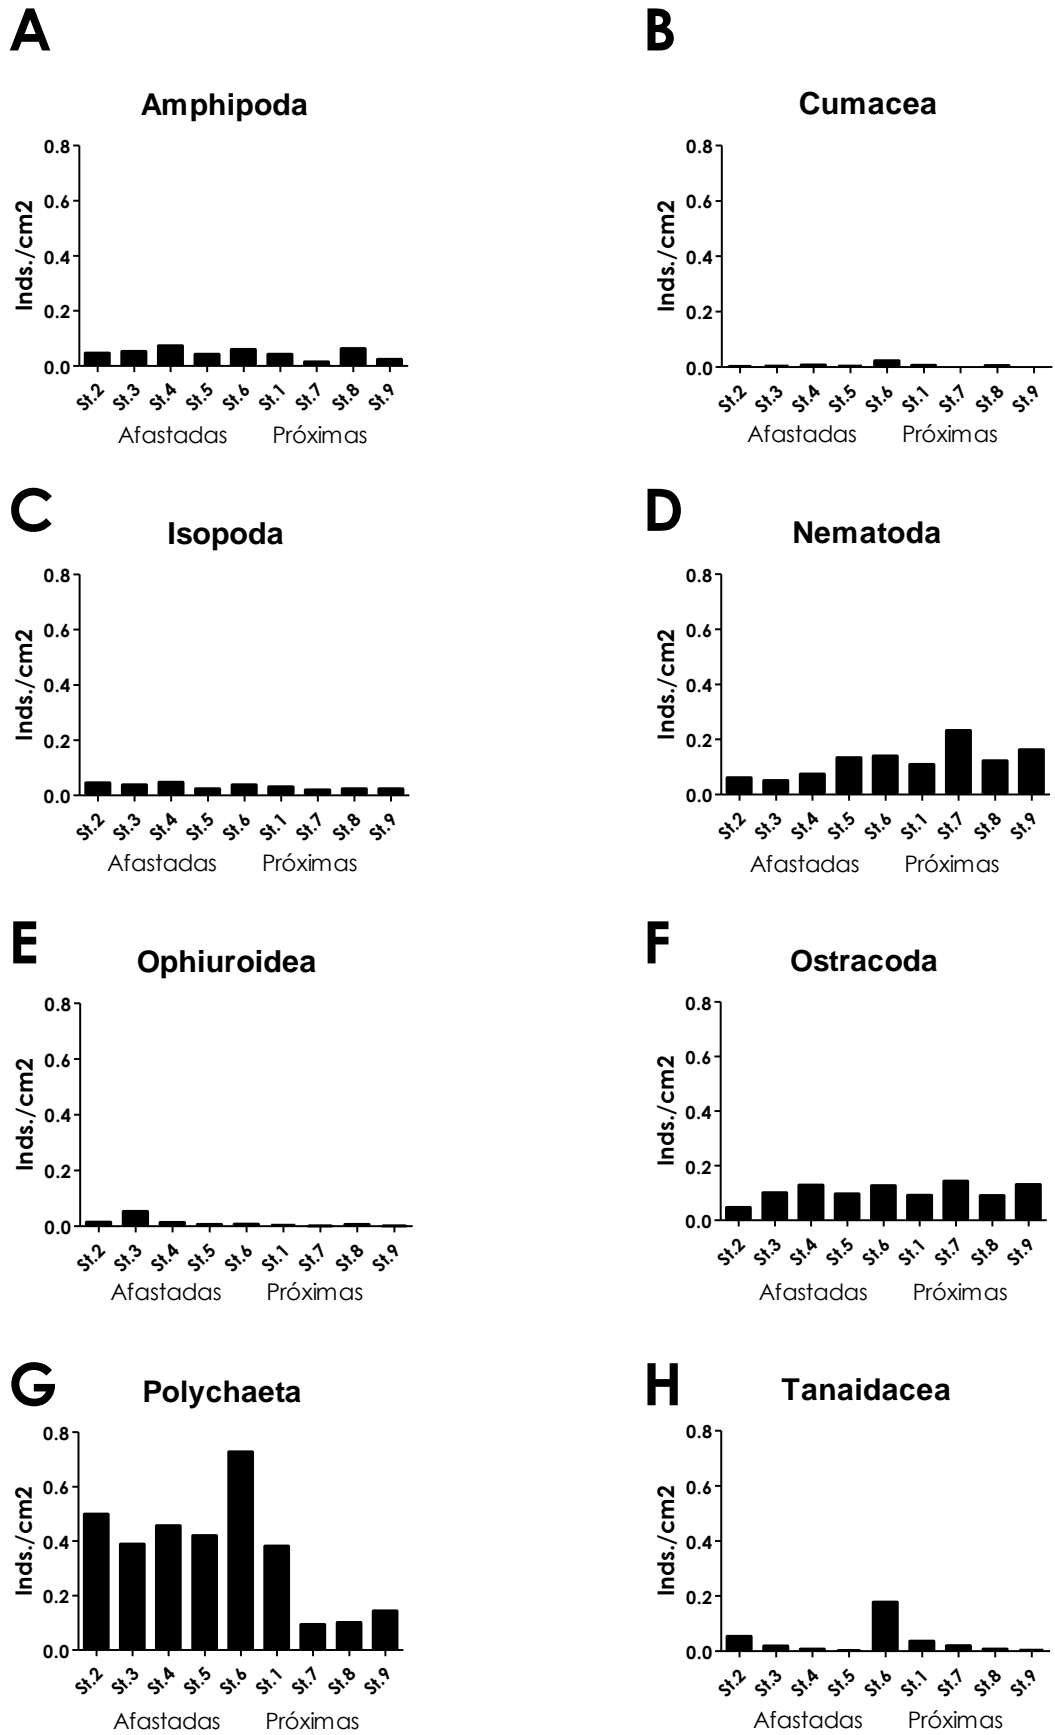 A
Amphipoda
Inds./cm2
0.8
0.6
0.4
0.2
0.0
St.2 St.3 St.4 St.5 St.6 St.1 St.7 St.8 St.9
Afastadas Próximas
B
Cumacea
Inds./cm2
0.8
0.6
0.4
0.2
0.0
St.2 St.3 St.4 St.5 St.6 St.1 St.7 St.8 St.9
Afastadas Próximas
C
Isopoda
Inds./cm2
0.8
0.6
0.4
0.2
0.0
St.2 St.3 St.4 St.5 St.6 St.1 St.7 St.8 St.9
Afastadas Próximas
D
Nematoda
Inds./cm2
0.8
0.6
0.4
0.2
0.0
St.2 St.3 St.4 St.5 St.6 St.1 St.7 St.8 St.9
Afastadas Próximas
E
Ophiuroidea
Inds./cm2
0.8
0.6
0.4
0.2
0.0
St.2 St.3 St.4 St.5 St.6 St.1 St.7 St.8 St.9
Afastadas Próximas
F
Ostracoda
Inds./cm2
0.8
0.6
0.4
0.2
0.0
St.2 St.3 St.4 St.5 St.6 St.1 St.7 St.8 St.9
Afastadas Próximas
G
Polychaeta
Inds./cm2
0.8
0.6
0.4
0.2
0.0
St.2 St.3 St.4 St.5 St.6 St.1 St.7 St.8 St.9
Afastadas Próximas
H
Tanaidacea
Inds./cm2
0.8
0.6
0.4
0.2
0.0
St.2 St.3 St.4 St.5 St.6 St.1 St.7 St.8 St.9
Afastadas Próximas